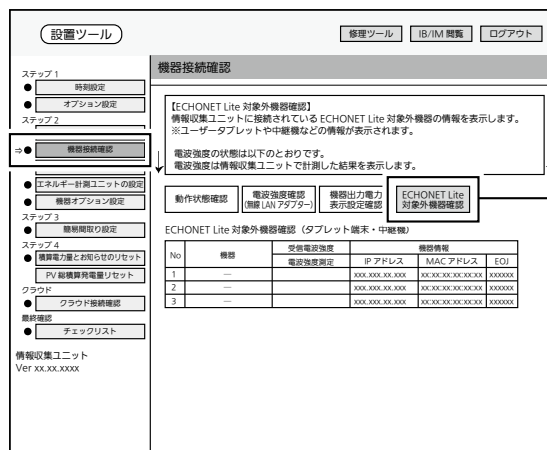 設置ツール
修理ツール
IB/IM 閲覧
ログアウト
ステップ 1
時刻設定
オプション設定
ステップ 2
⇒● 機器接続確認
エネルギー計測ユニットの設定
機器オプション設定
ステップ 3
簡易間取り設定
ステップ 4
積算電力量とお知らせのリセット
PV 総積算発電量リセット
クラウド
クラウド接続確認
最終確認
チェックリスト
情報収集ユニット
Ver xx.xx.xxxx
機器接続確認
【ECHONET Lite 対象外機器確認】
情報収集ユニットに接続されている ECHONET Lite 対象外機器の情報を表示します。
※ユーザータブレットや中継機などの情報が表示されます。
電波強度の状態は以下のとおりです。
電波強度は情報収集ユニットで計測した結果を表示します。
動作状態確認
電波強度確認
(無線 LAN アダプター)
機器出力電力
表示設定確認
ECHONET Lite
対象外機器確認
ECHONET Lite 対象外機器確認（タブレット端末・中継機）
No 機器 受信電波強度 機器情報
電波強度測定 IP アドレス MAC アドレス EOJ
1 — xxx.xxx.xx.xxx xx:xx:xx:xx:xx:xx xxxxxx
2 — xxx.xxx.xx.xxx xx:xx:xx:xx:xx:xx xxxxxx
3 — xxx.xxx.xx.xxx xx:xx:xx:xx:xx:xx xxxxxx